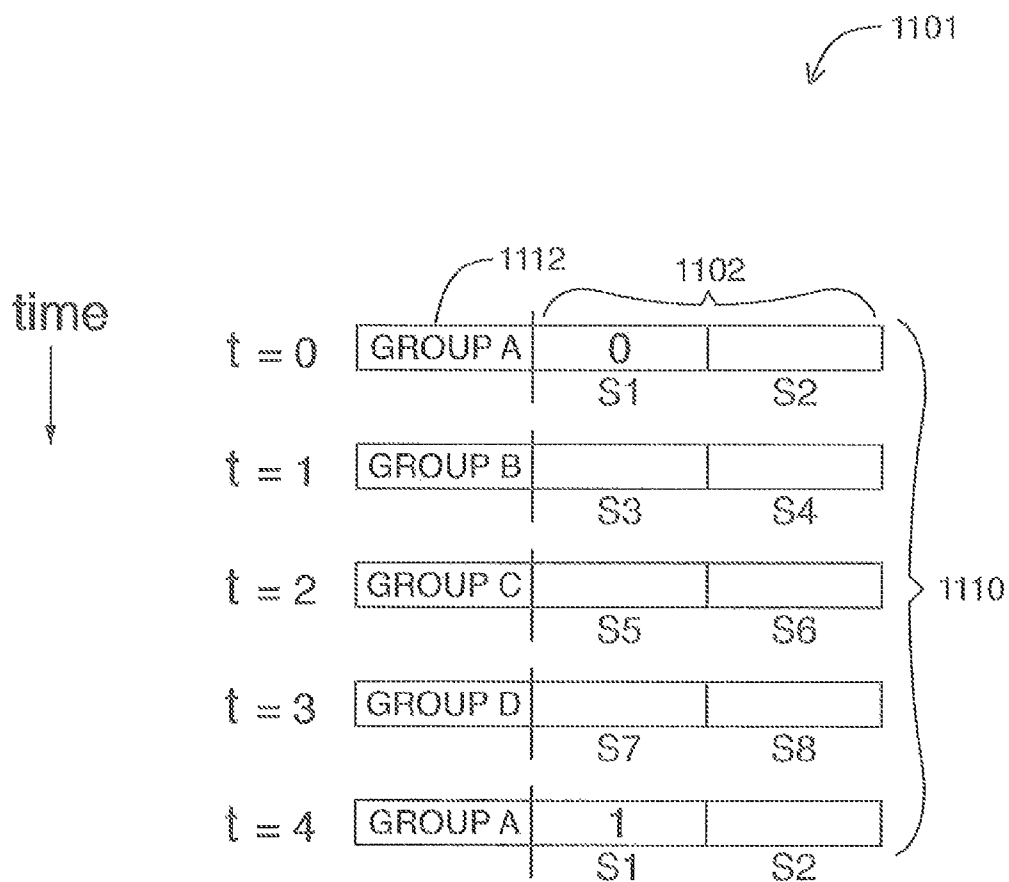 1101
1112
1102
time
t = 0 GROUP A 0
S1 S2
t = 1 GROUP B
S3 S4
t = 2 GROUP C
S5 S6
1110
t = 3 GROUP D
S7 S8
t = 4 GROUP A 1
S1 S2